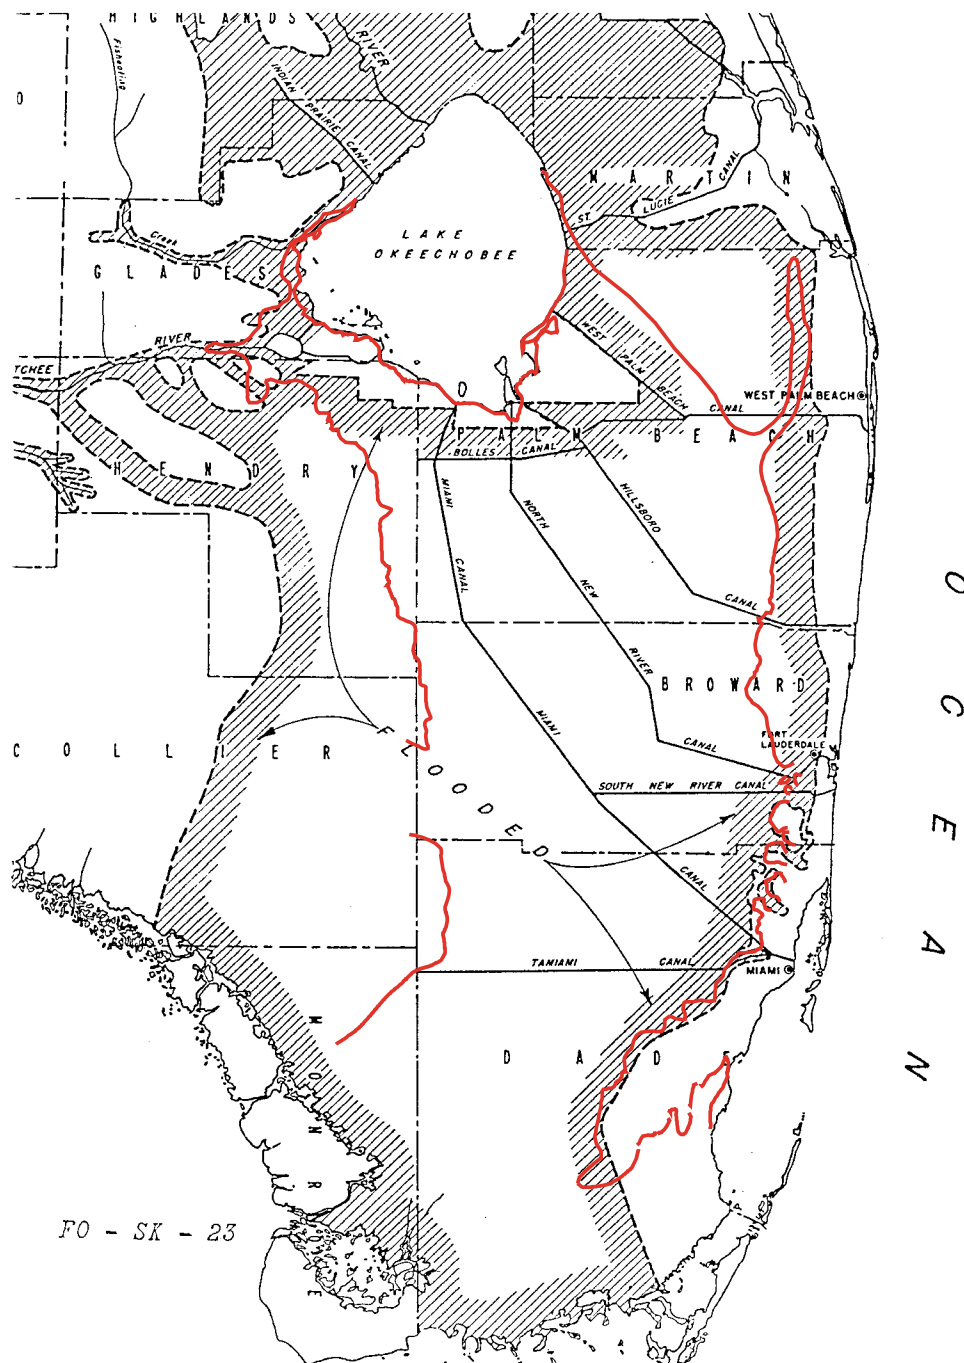 HIGHLANDS
Fisheating
RIVER
INDIAN PRAIRIE CANAL
O
MARTIN
ST. LUCIE CANAL
LAKE
OKEECHOBEE
Creek
GLADES
RIVER
TCHEE
WEST PALM BEACH
CANAL
WEST PALM BEACH
PALM BEACH
BOLLES CANAL
HENDRY
MIAMI
CANAL
NORTH
NEW
RIVER
CANAL
HILLSBORO
CANAL
MIAMI
CANAL
BROWARD
FORT
LAUDERDALE
COLLIER
FLOODED
SOUTH NEW RIVER CANAL
OCEAN
TAMIAMI CANAL
MIAMI
DADE
MONROE
FO - SK - 23